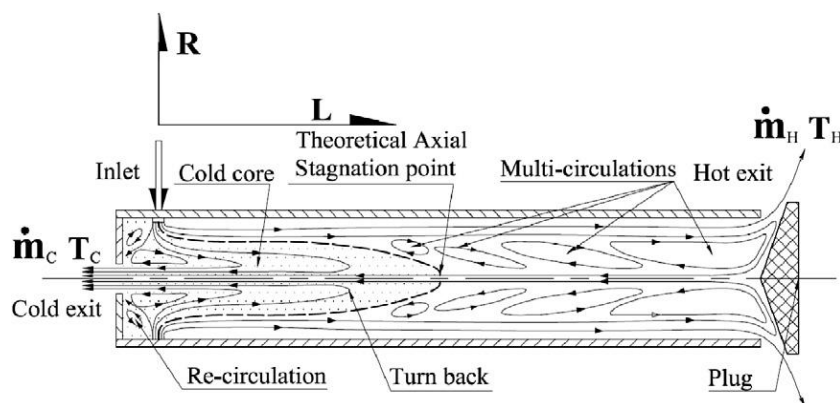 R
L
Theoretical Axial
Stagnation point
ṁH TH
Inlet
Cold core
Multi-circulations
Hot exit
ṁC TC
Cold exit
Re-circulation
Turn back
Plug